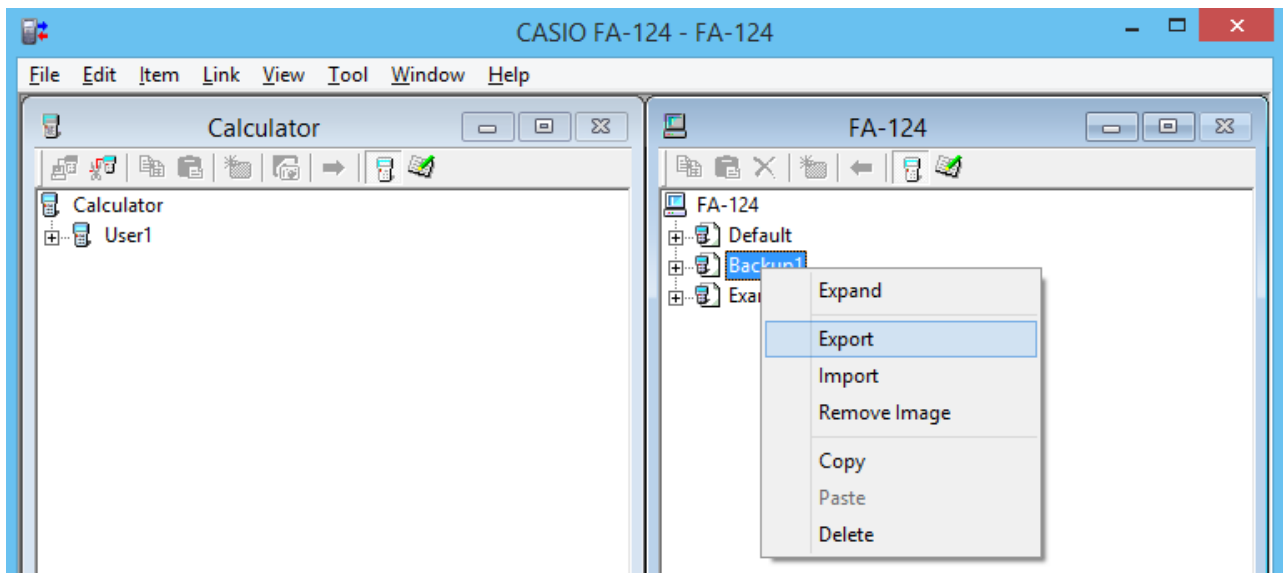 CASIO FA-124 - FA-124
File Edit Item Link View Tool Window Help
Calculator
FA-124
Calculator
User1
FA-124
Default
Backup1
Expand
Export
Import
Remove Image
Copy
Paste
Delete